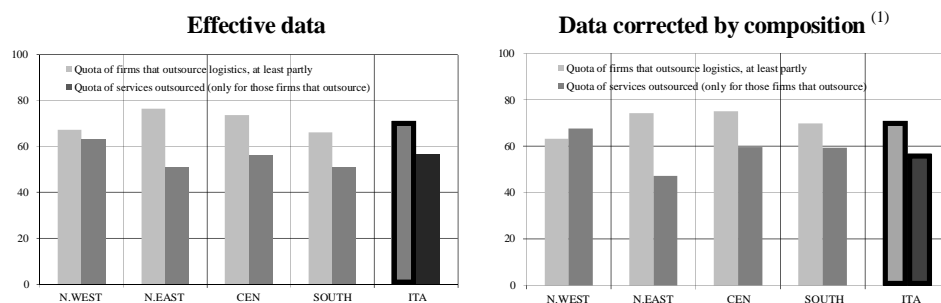 Effective data
100
80
60
40
20
0
Quota of firms that outsource logistics, at least partly
Quota of services outsourced (only for those firms that outsource)
N.WEST N.EAST CEN SOUTH ITA
Data corrected by composition (1)
100
80
60
40
20
0
Quota of firms that outsource logistics, at least partly
Quota of services outsourced (only for those firms that outsource)
N.WEST N.EAST CEN SOUTH ITA